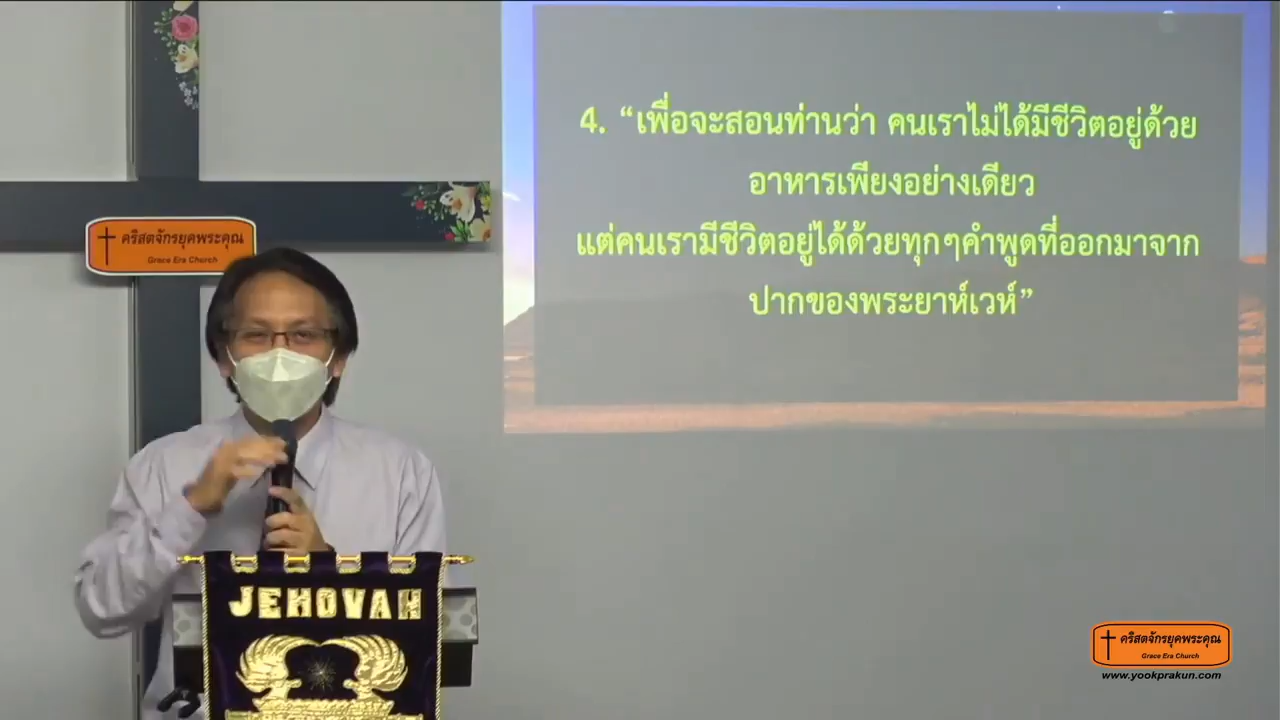 4. “เพื่อจะสอนท่านว่า คนเราไม่ได้มีชีวิตอยู่ด้วย
อาหารเพียงอย่างเดียว
แต่คนเรามีชีวิตอยู่ได้ด้วยทุกๆคำพูดที่ออกมาจาก
ปากของพระยาห์เวห์”
คริสตจักรยุคพระคุณ
Grace Era Church
JEHOVAH
คริสตจักรยุคพระคุณ
Grace Era Church
www.yookprakun.com